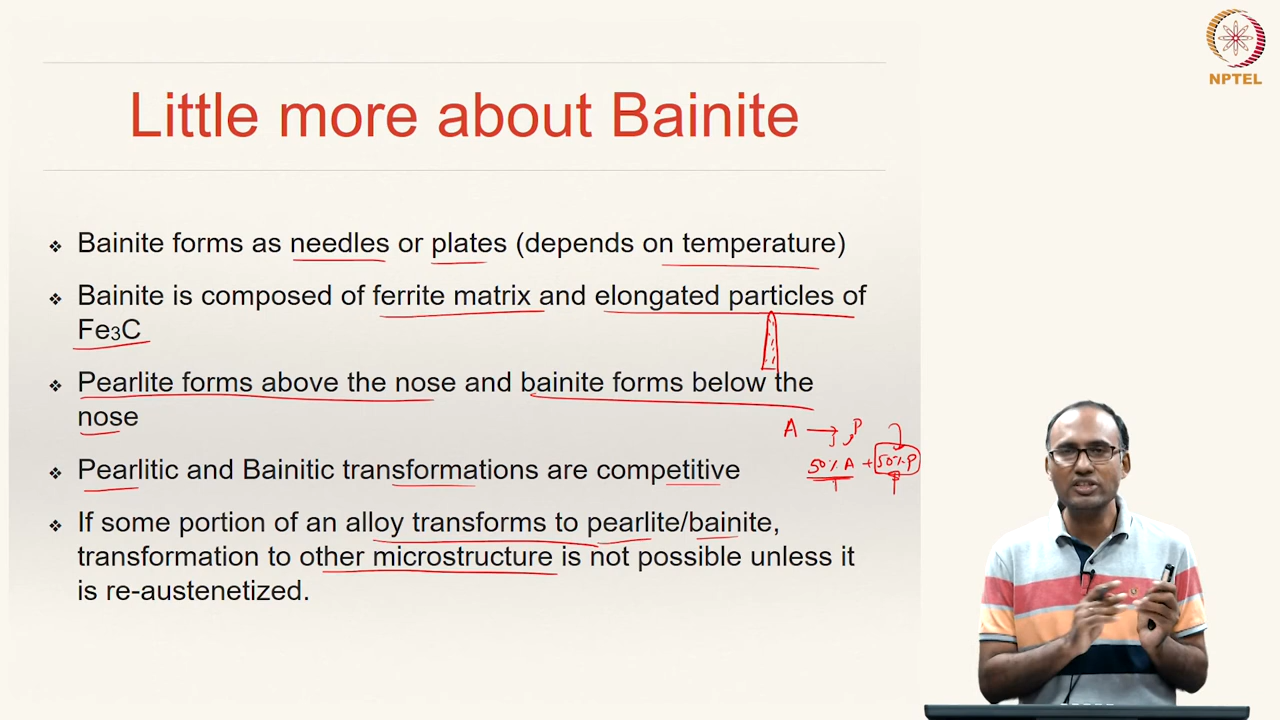 NPTEL
Little more about Bainite
❖ Bainite forms as needles or plates (depends on temperature)
❖ Bainite is composed of ferrite matrix and elongated particles of
Fe₃C
❖ Pearlite forms above the nose and bainite forms below the
nose
A → P
50% A + 50% P
❖ Pearlitic and Bainitic transformations are competitive
❖ If some portion of an alloy transforms to pearlite/bainite,
transformation to other microstructure is not possible unless it
is re-austenetized.